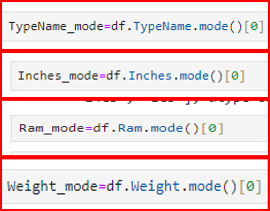 TypeName_mode=df.TypeName.mode()[0]
Inches_mode=df.Inches.mode()[0]
Ram_mode=df.Ram.mode()[0]
Weight_mode=df.Weight.mode()[0]